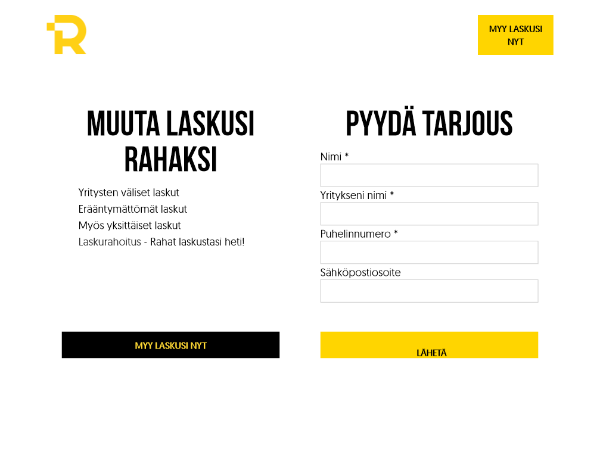 MYY LASKUSI
NYT
MUUTA LASKUSI
RAHAKSI
Yritysten väliset laskut
Erääntymättömät laskut
Myös yksittäiset laskut
Laskurahoitus - Rahat laskustasi heti!
MYY LASKUSI NYT
PYYDÄ TARJOUS
Nimi *
Yritykseni nimi *
Puhelinnumero *
Sähköpostiosoite
LÄHETÄ